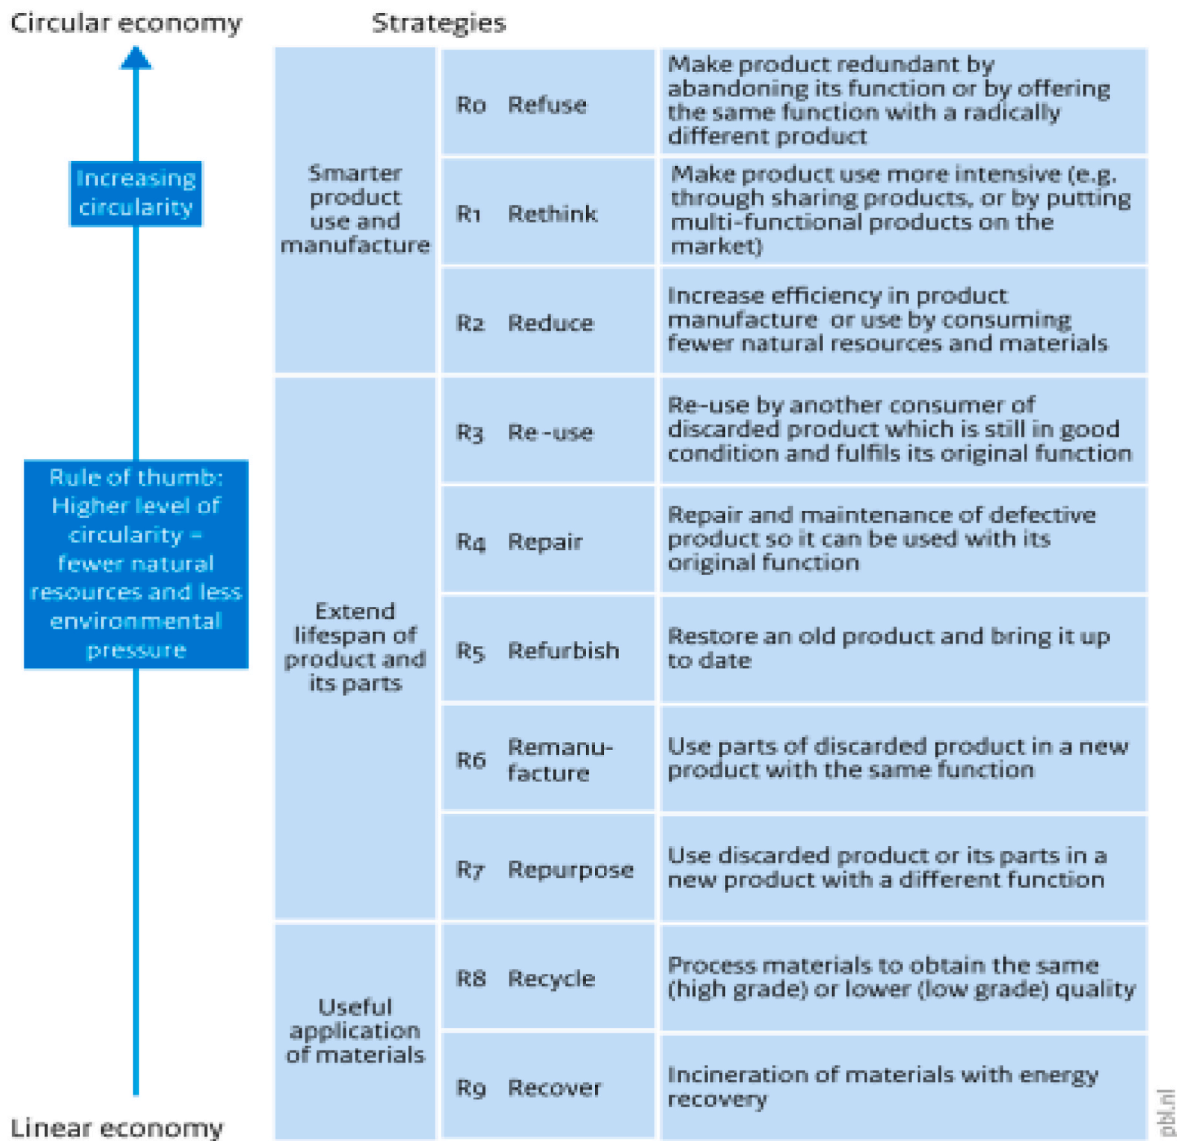 Circular economy
Strategies
Increasing
circularity
Rule of thumb:
Higher level of
circularity =
fewer natural
resources and less
environmental
pressure
Linear economy
Smarter
product
use and
manufacture
R0 Refuse
Make product redundant by
abandoning its function or by offering
the same function with a radically
different product
R1 Rethink
Make product use more intensive (e.g.
through sharing products, or by putting
multi-functional products on the
market)
R2 Reduce
Increase efficiency in product
manufacture or use by consuming
fewer natural resources and materials
Extend
lifespan of
product and
its parts
R3 Re-use
Re-use by another consumer of
discarded product which is still in good
condition and fulfils its original function
R4 Repair
Repair and maintenance of defective
product so it can be used with its
original function
R5 Refurbish
Restore an old product and bring it up
to date
R6 Remanu-
facture
Use parts of discarded product in a new
product with the same function
R7 Repurpose
Use discarded product or its parts in a
new product with a different function
Useful
application
of materials
R8 Recycle
Process materials to obtain the same
(high grade) or lower (low grade) quality
R9 Recover
Incineration of materials with energy
recovery
pbl.nl